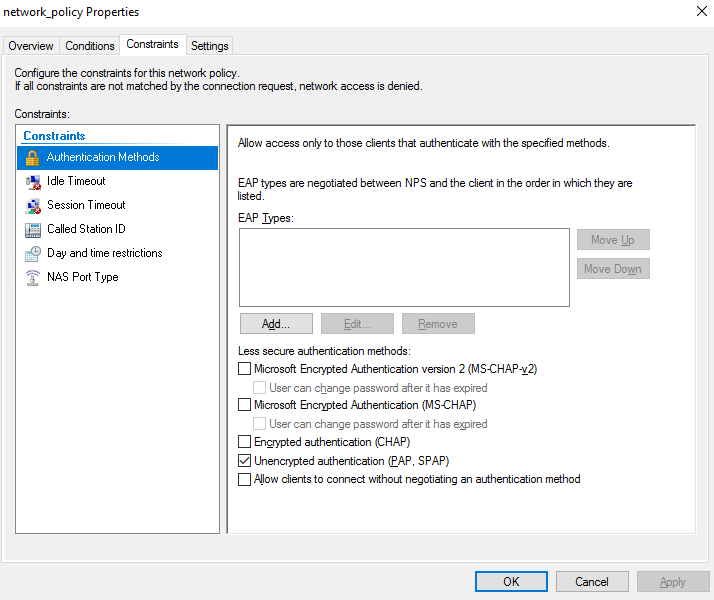 network_policy Properties
Overview Conditions Constraints Settings
Configure the constraints for this network policy.
If all constraints are not matched by the connection request, network access is denied.
Constraints:
Constraints
Authentication Methods
Idle Timeout
Session Timeout
Called Station ID
Day and time restrictions
NAS Port Type
Allow access only to those clients that authenticate with the specified methods.
EAP types are negotiated between NPS and the client in the order in which they are
listed.
EAP Types:
Move Up
Move Down
Add... Edit... Remove
Less secure authentication methods:
Microsoft Encrypted Authentication version 2 (MS-CHAP-v2)
User can change password after it has expired
Microsoft Encrypted Authentication (MS-CHAP)
User can change password after it has expired
Encrypted authentication (CHAP)
Unencrypted authentication (PAP, SPAP)
Allow clients to connect without negotiating an authentication method
OK Cancel Apply